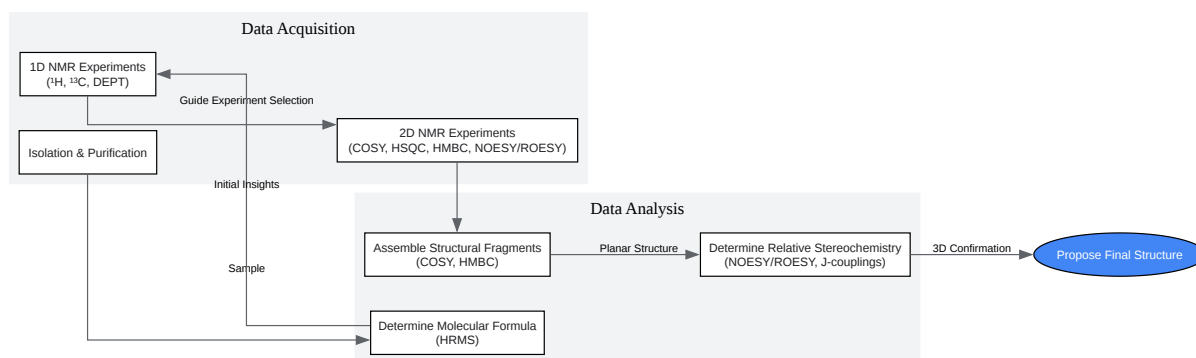 Data Acquisition
1D NMR Experiments
(¹H, ¹³C, DEPT)
Guide Experiment Selection
2D NMR Experiments
(COSY, HSQC, HMBC, NOESY/ROESY)
Isolation & Purification
Initial Insights
Data Analysis
Assemble Structural Fragments
(COSY, HMBC)
Planar Structure
Determine Relative Stereochemistry
(NOESY/ROESY, J-couplings)
3D Confirmation
Propose Final Structure
Sample
Determine Molecular Formula
(HRMS)